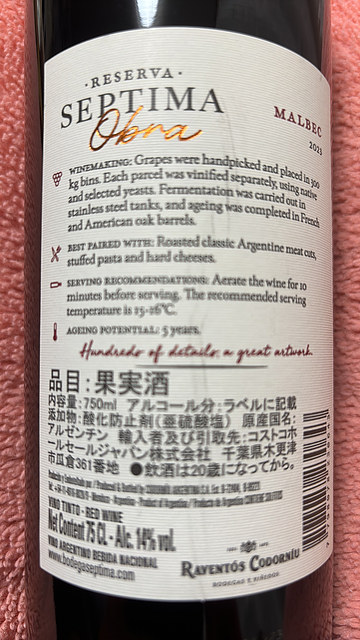 · RESERVA ·
SEPTIMA
Obra
MALBEC
2023
WINEMAKING: Grapes were handpicked and placed in 300
kg bins. Each parcel was vinified separately, using native
and selected yeasts. Fermentation was carried out in
stainless steel tanks, and ageing was completed in French
and American oak barrels.
BEST PAIRED WITH: Roasted classic Argentine meat cuts,
stuffed pasta and hard cheeses.
SERVING RECOMMENDATIONS: Aerate the wine for 10
minutes before serving. The recommended serving
temperature is 15-16°C.
AGEING POTENTIAL: 5 years.
Hundreds of details: a great artwork.
品目：果実酒
内容量：750ml アルコール分：ラベルに記載
添加物：酸化防止剤（亜硫酸塩） 原産国名：
アルゼンチン 輸入者及び引取先：コストコホ
ールセールジャパン株式会社 千葉県木更津
市瓜倉361番地 ●飲酒は20歳になってから。
VINO TINTO - RED WINE
Net Content 75 CL. - Alc. 14% vol.
VINO ARGENTINO BEBIDA NACIONAL
www.bodegaseptima.com
RAVENTÓS CODORNÍU
BODEGAS Y VIÑEDOS